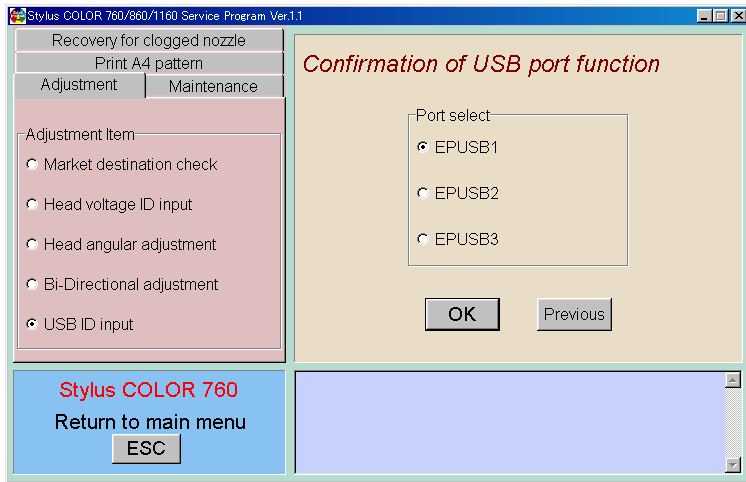 Stylus COLOR 760/860/1160 Service Program Ver.1.1
Recovery for clogged nozzle
Print A4 pattern
Adjustment
Maintenance
Adjustment Item
Market destination check
Head voltage ID input
Head angular adjustment
Bi-Directional adjustment
USB ID input
Confirmation of USB port function
Port select
EPUSB1
EPUSB2
EPUSB3
OK
Previous
Stylus COLOR 760
Return to main menu
ESC